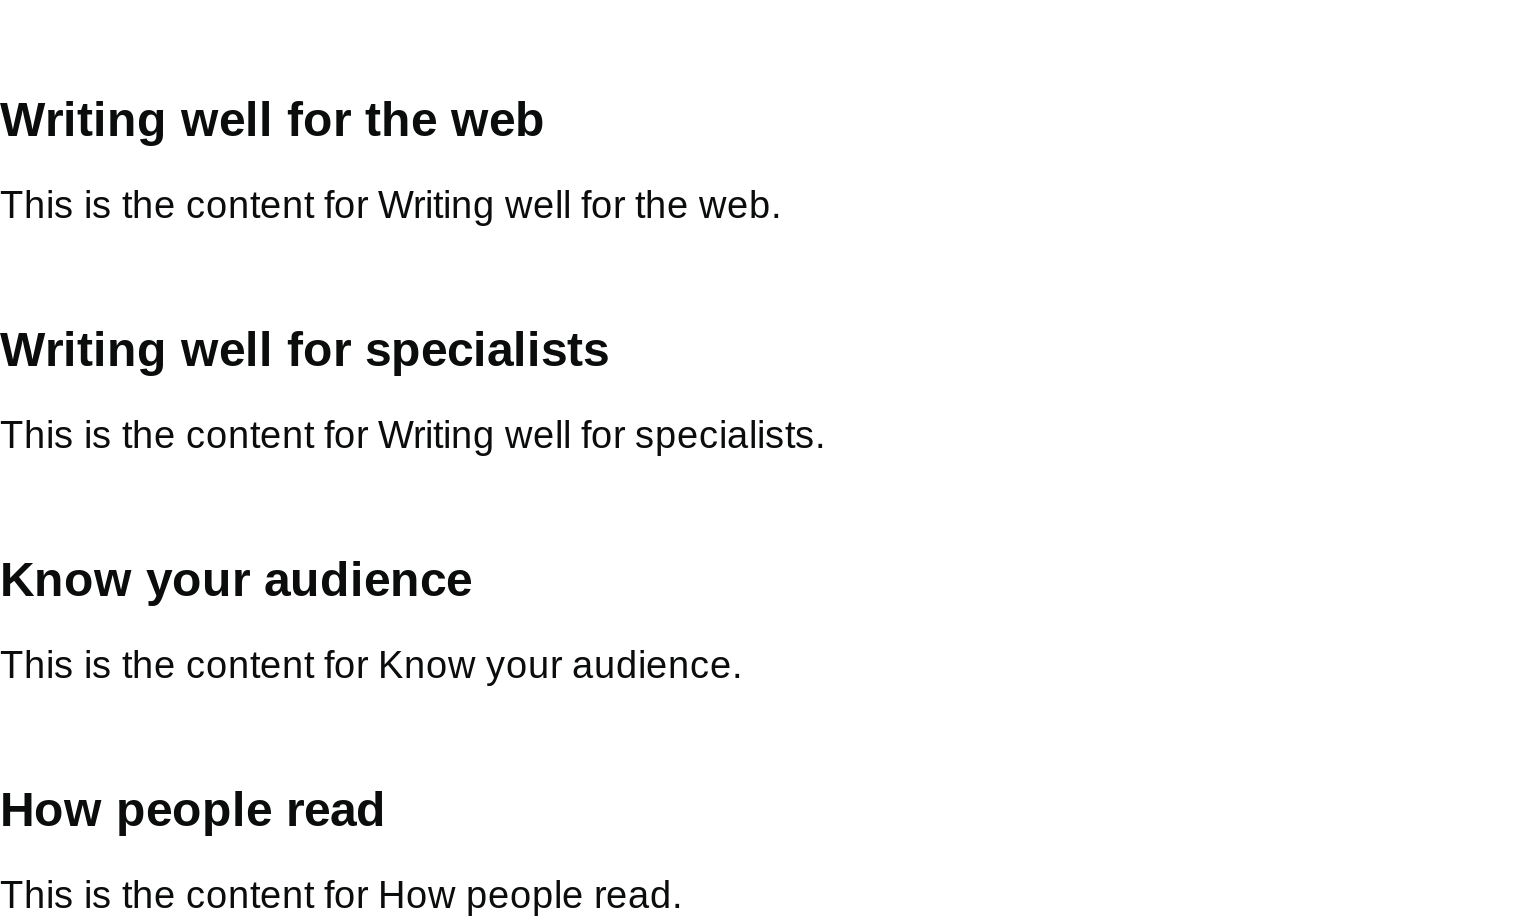 Writing well for the web
This is the content for Writing well for the web.
Writing well for specialists
This is the content for Writing well for specialists.
Know your audience
This is the content for Know your audience.
How people read
This is the content for How people read.